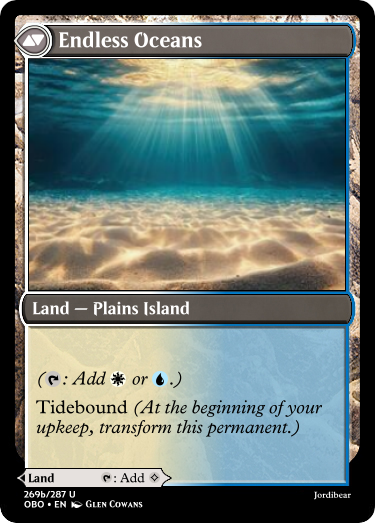 Endless Oceans
Land — Plains Island
(: Add or .)
Tidebound (At the beginning of your
upkeep, transform this permanent.)
Land : Add
269b/287 U
OBO • EN Glen Cowans
Jordibear